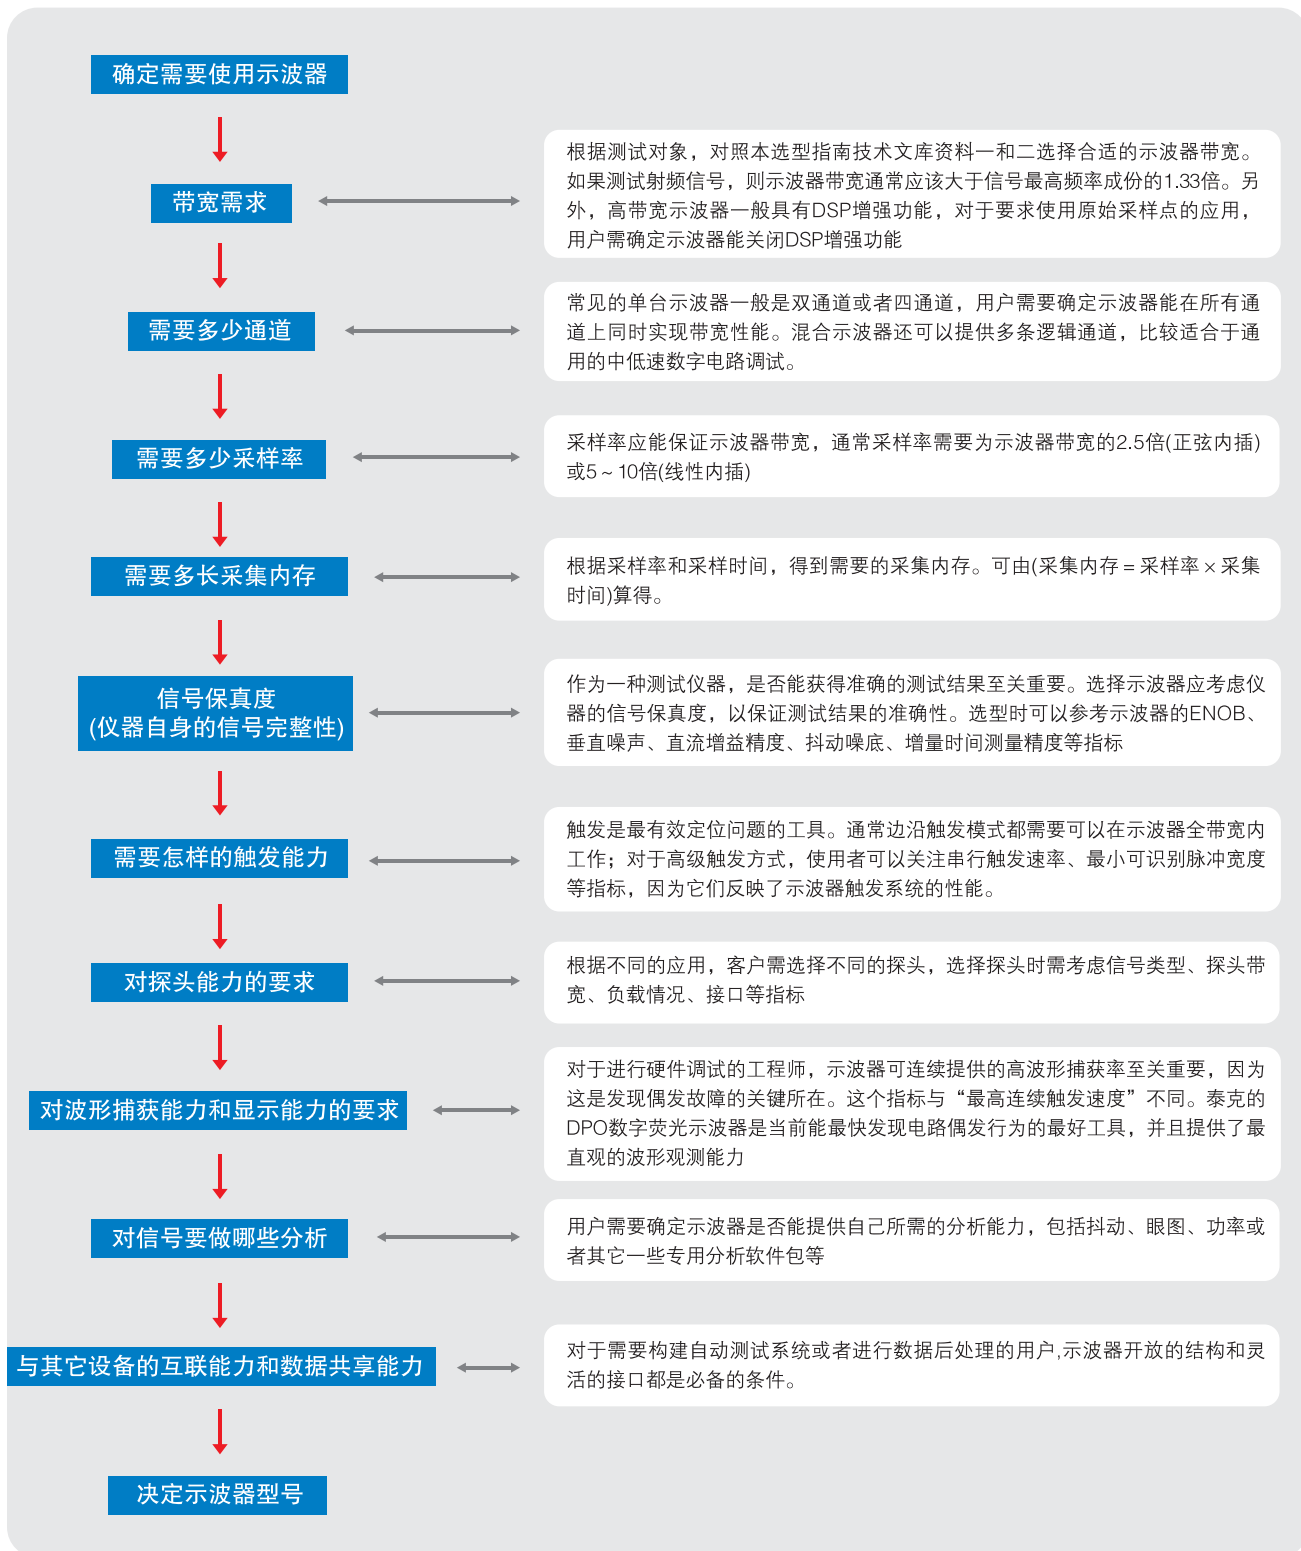 确定需要使用示波器
带宽需求
根据测试对象，对照本选型指南技术文库资料一和二选择合适的示波器带宽。
如果测试射频信号，则示波器带宽通常应该大于信号最高频率成份的1.33倍。另
外，高带宽示波器一般具有DSP增强功能，对于要求使用原始采样点的应用，
用户需确定示波器能关闭DSP增强功能
需要多少通道
常见的单台示波器一般是双通道或者四通道，用户需要确定示波器能在所有通
道上同时实现带宽性能。混合示波器还可以提供多条逻辑通道，比较适合于通
用的中低速数字电路调试。
需要多少采样率
采样率应能保证示波器带宽，通常采样率需要为示波器带宽的2.5倍(正弦内插)
或5～10倍(线性内插)
需要多长采集内存
根据采样率和采样时间，得到需要的采集内存。可由(采集内存＝采样率×采集
时间)算得。
信号保真度
(仪器自身的信号完整性)
作为一种测试仪器，是否能获得准确的测试结果至关重要。选择示波器应考虑仪
器的信号保真度，以保证测试结果的准确性。选型时可以参考示波器的ENOB、
垂直噪声、直流增益精度、抖动噪底、增量时间测量精度等指标
需要怎样的触发能力
触发是最有效定位问题的工具。通常边沿触发模式都需要可以在示波器全带宽内
工作；对于高级触发方式，使用者可以关注串行触发速率、最小可识别脉冲宽度
等指标，因为它们反映了示波器触发系统的性能。
对探头能力的要求
根据不同的应用，客户需选择不同的探头，选择探头时需考虑信号类型、探头带
宽、负载情况、接口等指标
对波形捕获能力和显示能力的要求
对于进行硬件调试的工程师，示波器可连续提供的高波形捕获率至关重要，因为
这是发现偶发故障的关键所在。这个指标与“最高连续触发速度”不同。泰克的
DPO数字荧光示波器是当前能最快发现电路偶发行为的最好工具，并且提供了最
直观的波形观测能力
对信号要做哪些分析
用户需要确定示波器是否能提供自己所需的分析能力，包括抖动、眼图、功率或
者其它一些专用分析软件包等
与其它设备的互联能力和数据共享能力
对于需要构建自动测试系统或者进行数据后处理的用户,示波器开放的结构和灵
活的接口都是必备的条件。
决定示波器型号